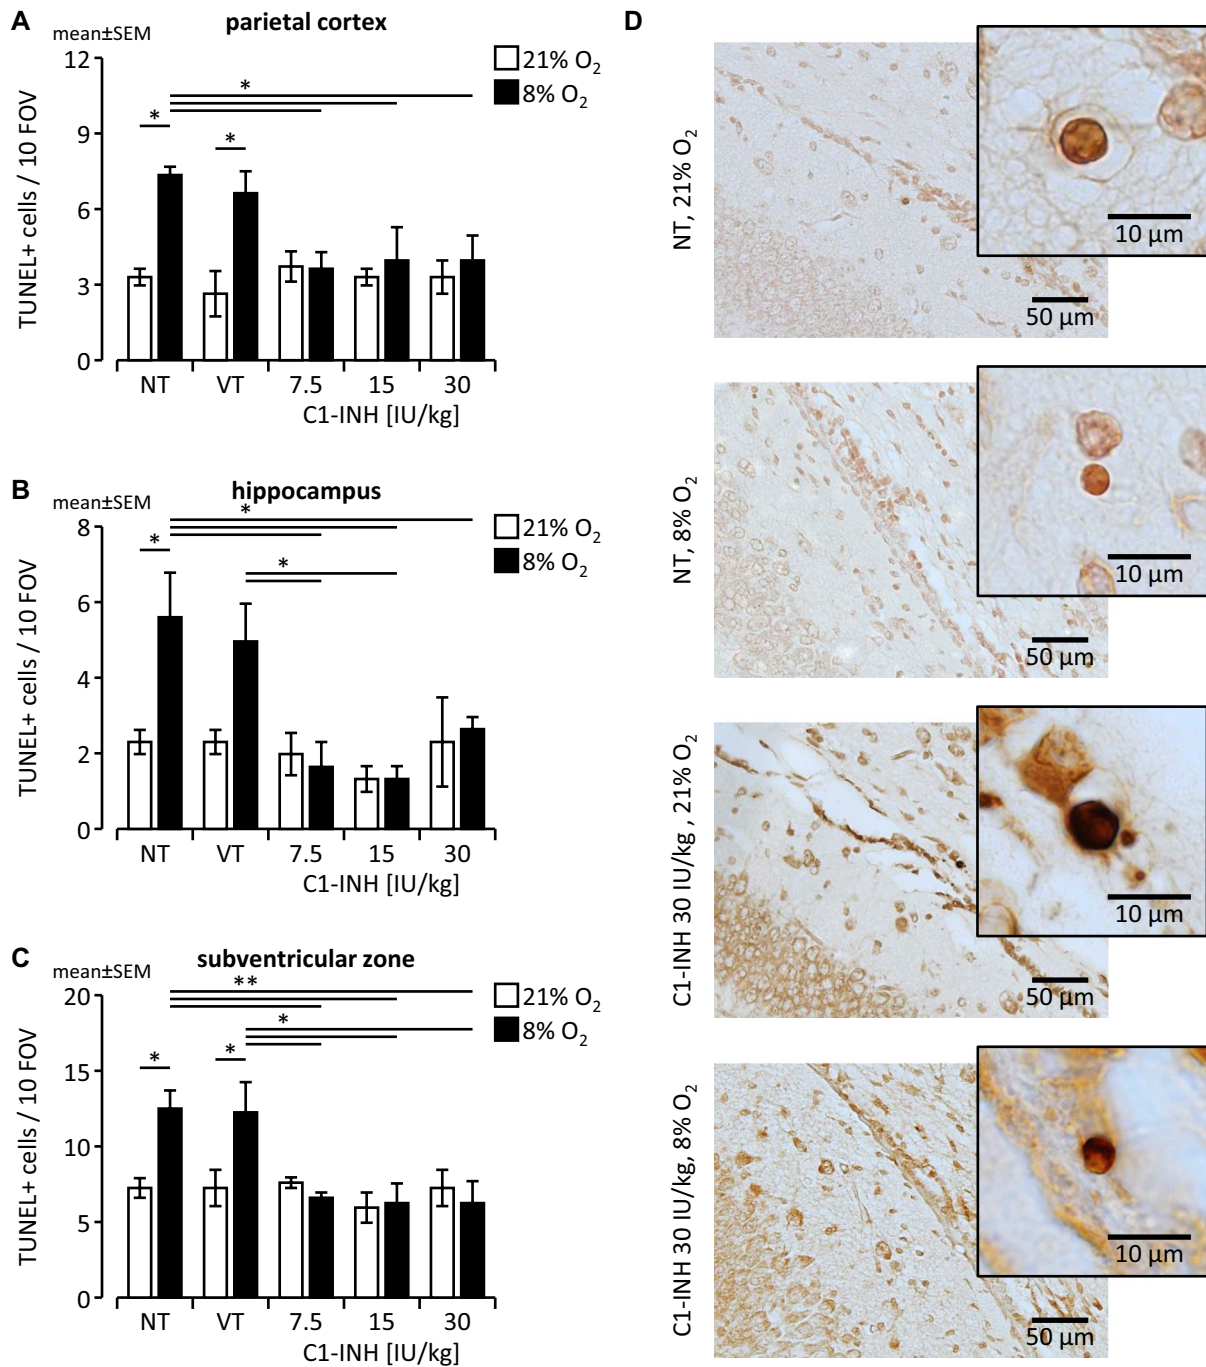 A
mean±SEM
parietal cortex
21% O2
8% O2
TUNEL+ cells / 10 FOV
12
9
6
3
0
*
*
*
NT VT 7.5 15 30
C1-INH [IU/kg]
B
mean±SEM
hippocampus
21% O2
8% O2
TUNEL+ cells / 10 FOV
8
6
4
2
0
*
*
*
NT VT 7.5 15 30
C1-INH [IU/kg]
C
mean±SEM
subventricular zone
21% O2
8% O2
TUNEL+ cells / 10 FOV
20
15
10
5
0
**
*
*
*
NT VT 7.5 15 30
C1-INH [IU/kg]
D
NT, 21% O2
10 µm
50 µm
NT, 8% O2
10 µm
50 µm
C1-INH 30 IU/kg , 21% O2
10 µm
50 µm
C1-INH 30 IU/kg, 8% O2
10 µm
50 µm